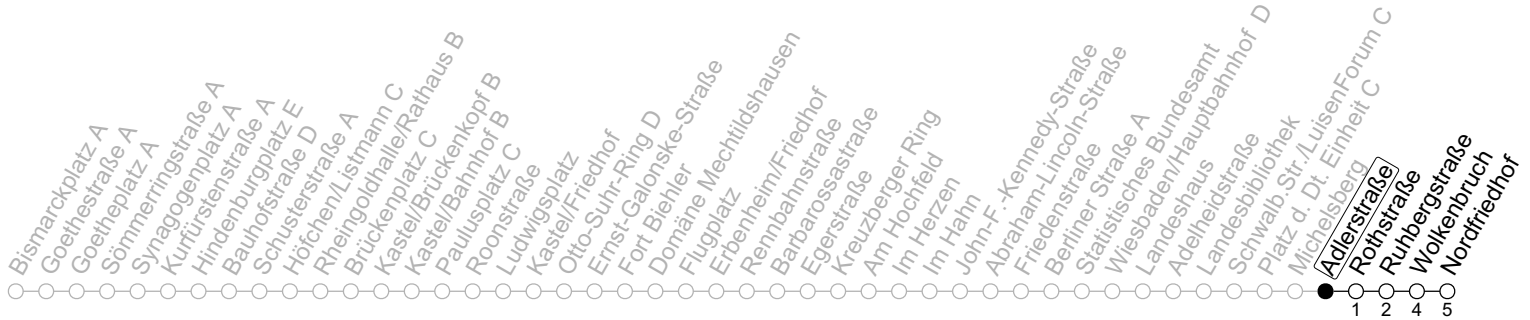 Bismarckplatz A
Goethestraße A
Goetheplatz A
Sömmerringstraße A
Synagogenplatz A
Kurfürstenstraße A
Hindenburgplatz E
Bauhofstraße D
Schusterstraße A
Höfchen/Listmann C
Rheingoldhalle/Rathaus B
Brückenplatz C
Kastel/Brückenkopf B
Kastel/Bahnhof B
Paulusplatz C
Roonstraße
Ludwigsplatz
Kastel/Friedhof
Otto-Suhr-Ring D
Ernst-Galonske-Straße
Fort Biehler
Domäne Mechtildshausen
Flugplatz
Erbenheim/Friedhof
Rennbahnstraße
Barbarossastraße
Egerstraße
Kreuzberger Ring
Am Hochfeld
Im Herzen
Im Hahn
John-F.-Kennedy-Straße
Abraham-Lincoln-Straße
Friedenstraße
Berliner Straße A
Statistisches Bundesamt
Wiesbaden/Hauptbahnhof D
Landeshaus
Adelheidstraße
Landesbibliothek
Schwalb.Str./LuisenForum C
Platz d. Dt. Einheit C
Michelsberg
Adlerstraße
Rothstraße
Ruhbergstraße
Wolkenbruch
Nordfriedhof
1 2 4 5